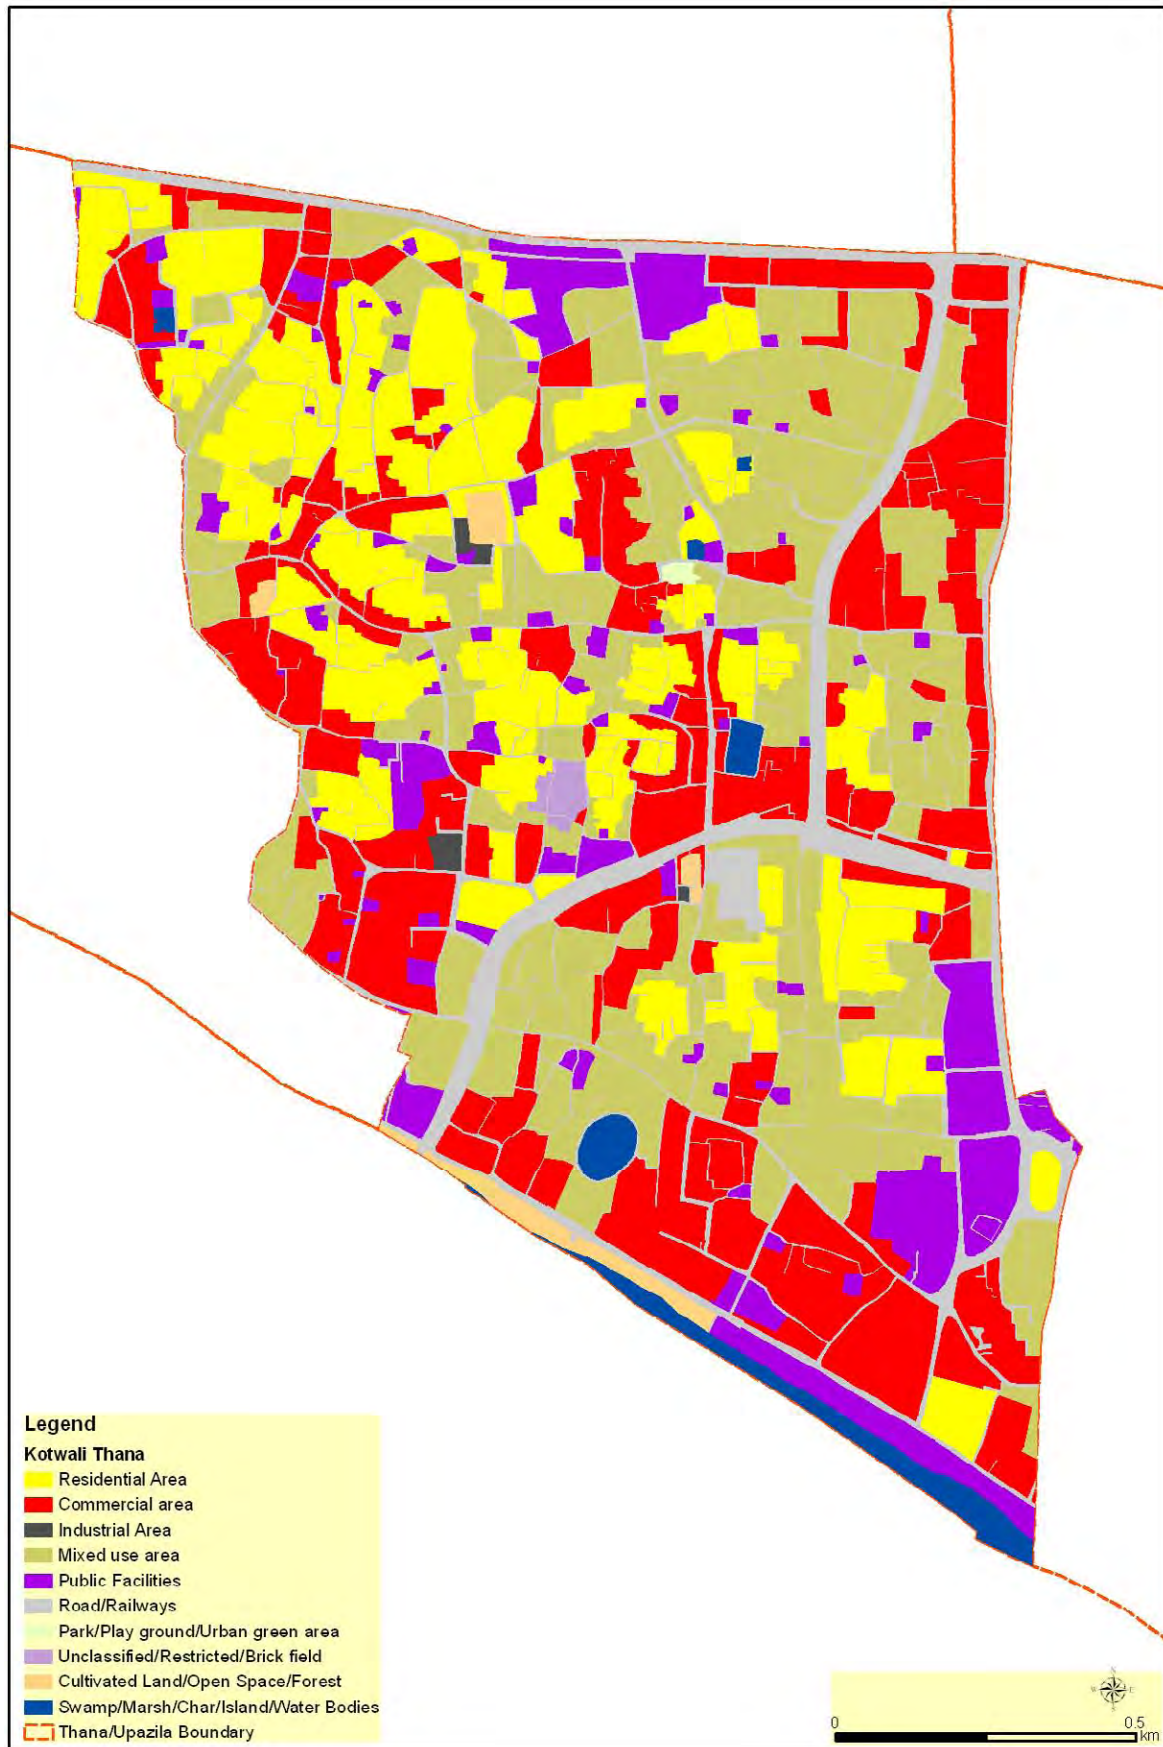 Legend
Kotwali Thana
Residential Area
Commercial area
Industrial Area
Mixed use area
Public Facilities
Road/Railways
Park/Play ground/Urban green area
Unclassified/Restricted/Brick field
Cultivated Land/Open Space/Forest
Swamp/Marsh/Char/Island/Water Bodies
Thana/Upazila Boundary
N
W E
S
0 0.5
km